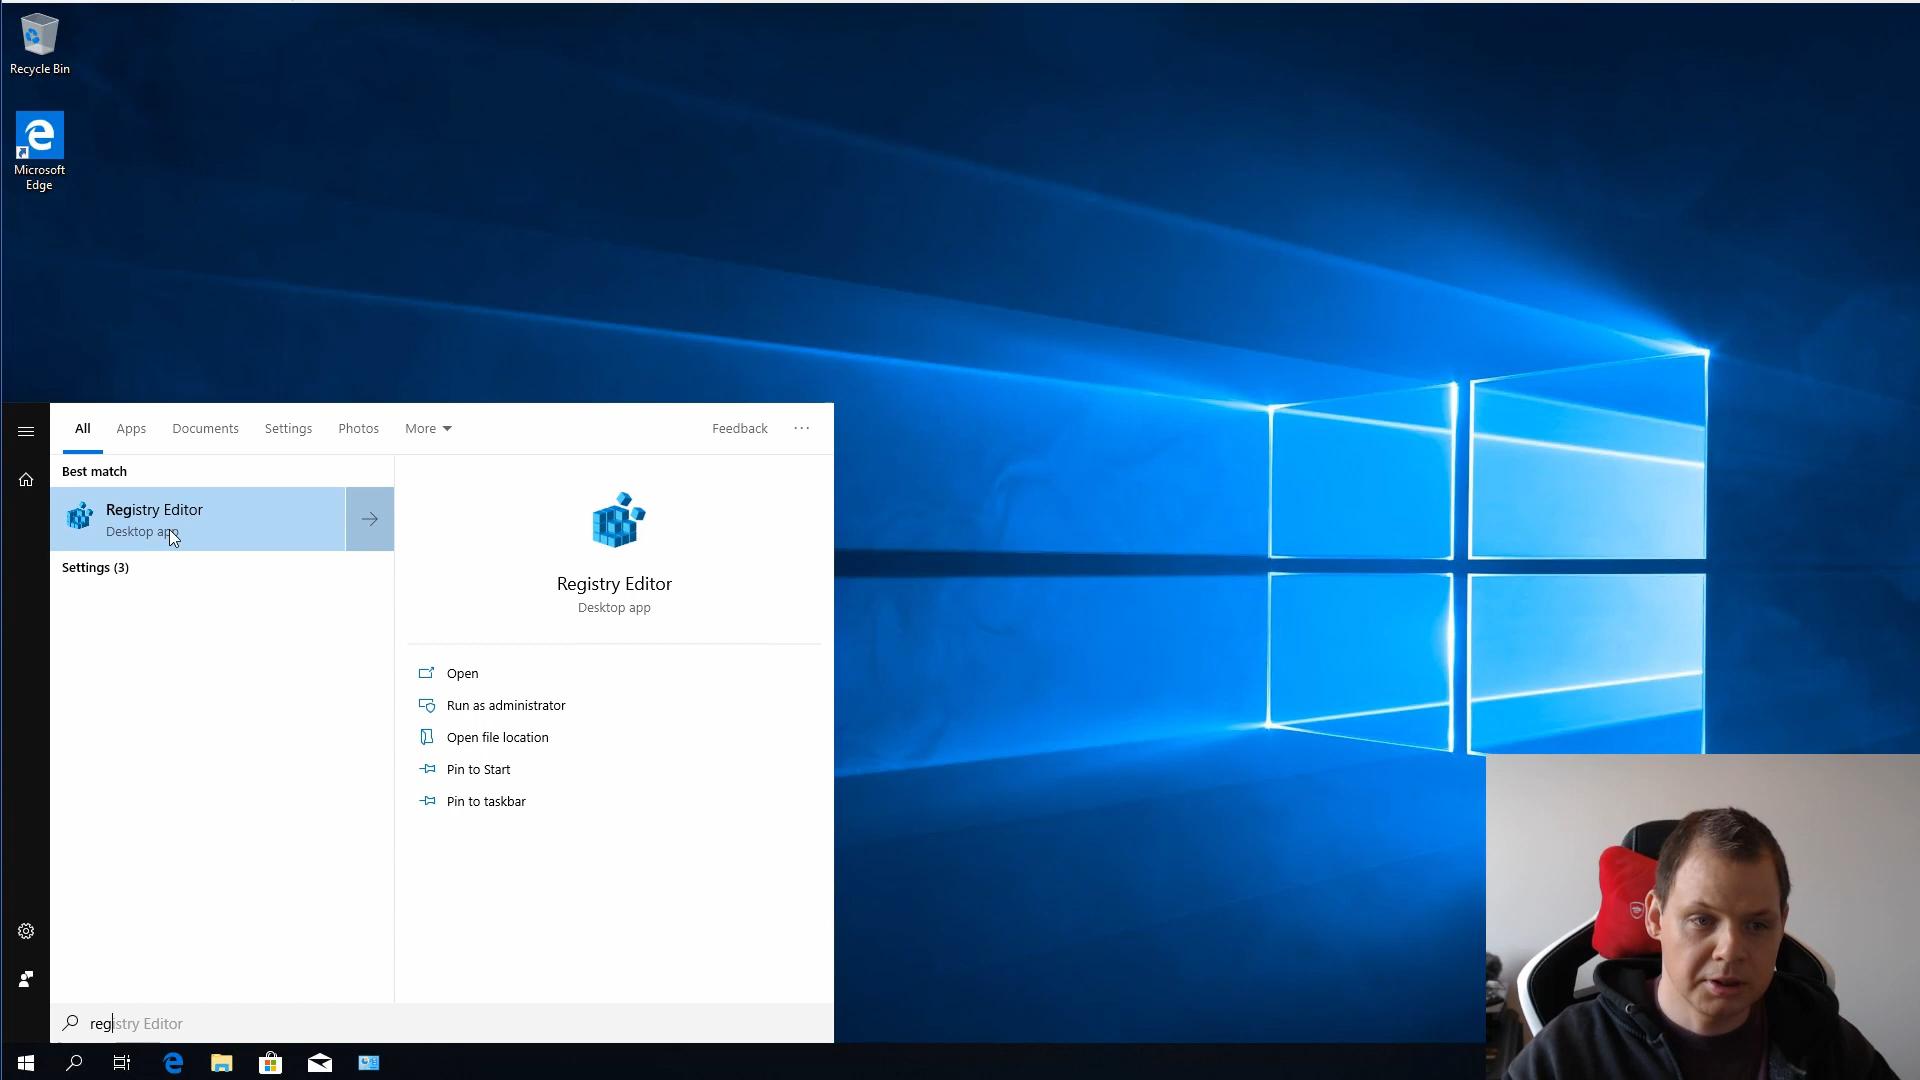 Recycle Bin
Microsoft
Edge
All
Apps
Documents
Settings
Photos
More
Feedback
Best match
Registry Editor
Desktop app
Settings (3)
Registry Editor
Desktop app
Open
Run as administrator
Open file location
Pin to Start
Pin to taskbar
registry Editor